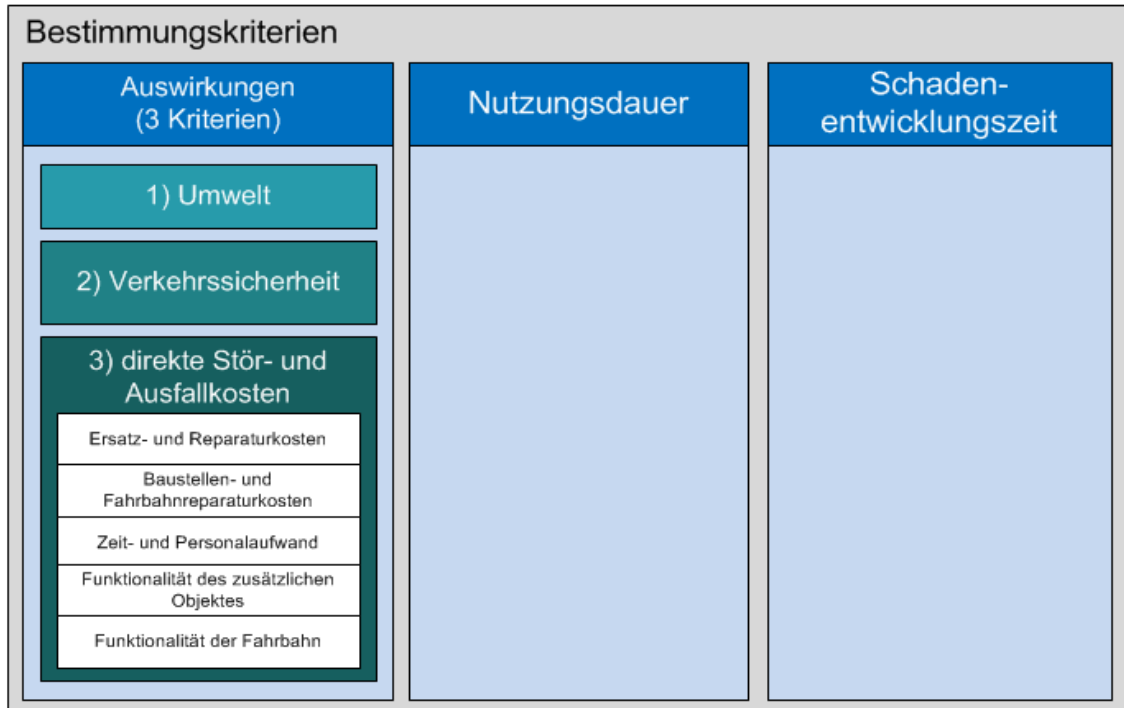 Bestimmungskriterien
Auswirkungen
(3 Kriterien)
1) Umwelt
2) Verkehrssicherheit
3) direkte Stör- und
Ausfallkosten
Ersatz- und Reparaturkosten
Baustellen- und
Fahrbahnreparaturkosten
Zeit- und Personalaufwand
Funktionalität des zusätzlichen
Objektes
Funktionalität der Fahrbahn
Nutzungsdauer
Schaden-
entwicklungszeit